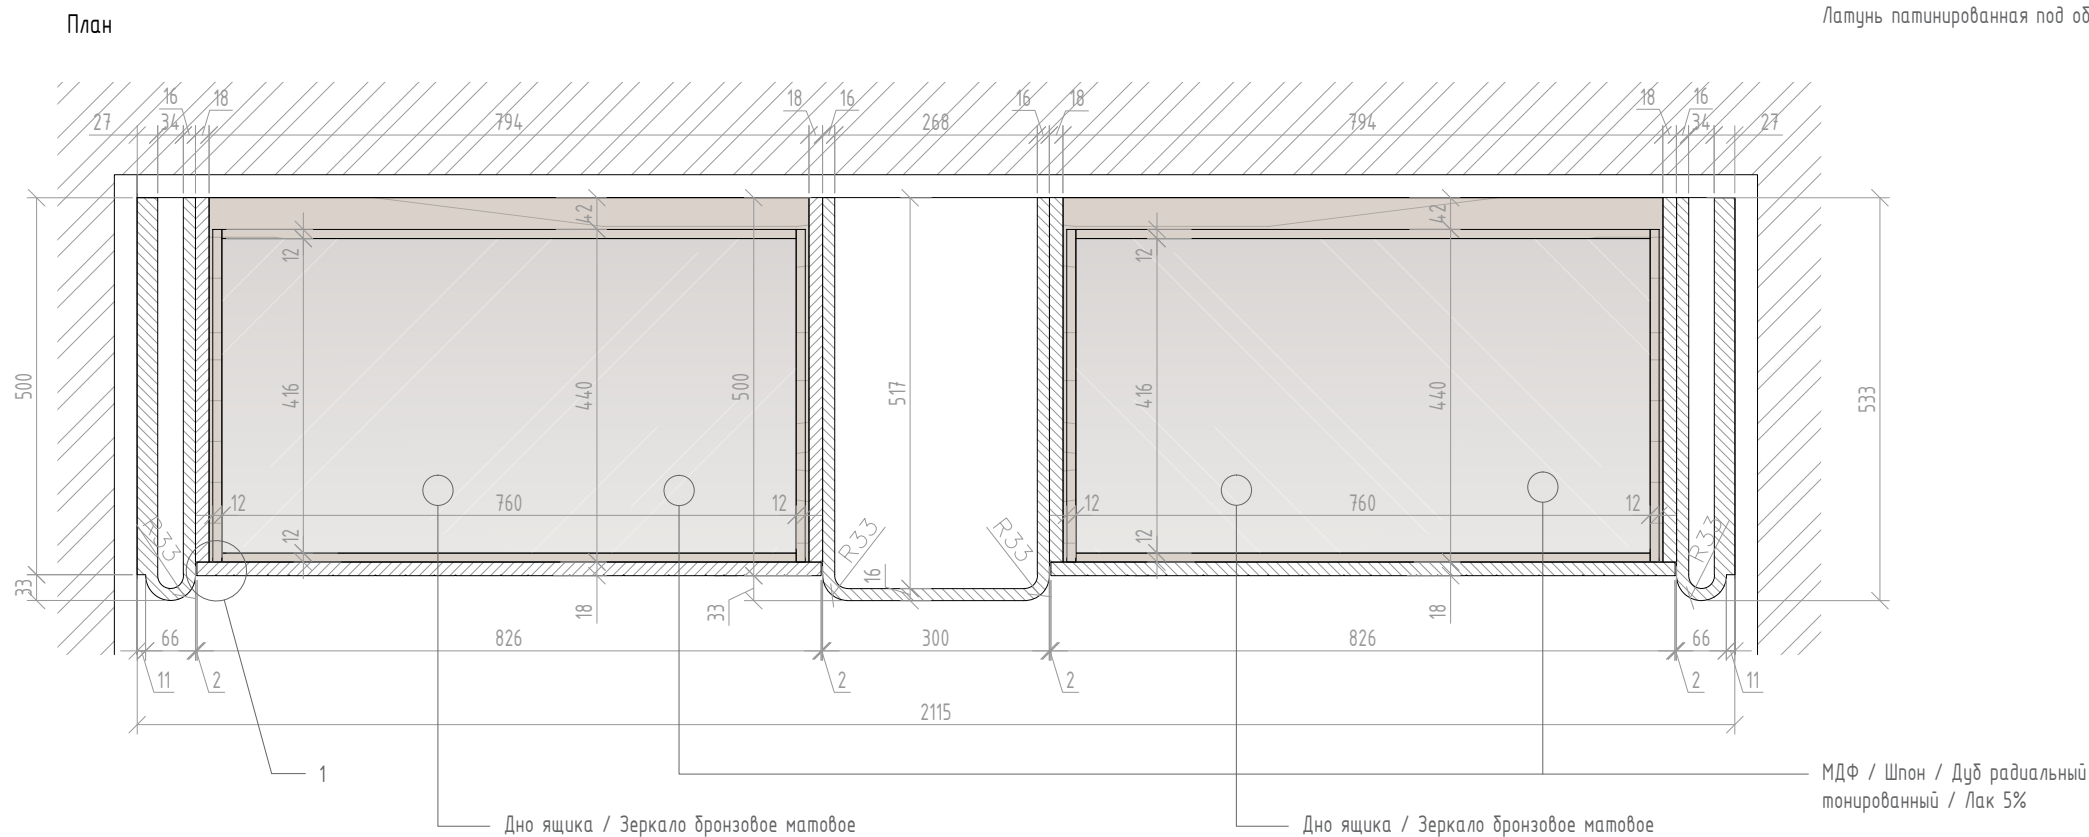 План
Латунь патинированная под
16 18 18 16 16 18 18 16
27 34 794 268 794 34 27
42 42
12 12
500 416 440 500 517 416 440 533
12 760 12 12 760 12
12 12
R33 R33 R33 R33
16
33 18 33 18
66 826 300 826 66
11 2 2 2 2 11
2115
1
МДФ / Шпон / Дуб радиальный
тонированный / Лак 5%
Дно ящика / Зеркало бронзовое матовое
Дно ящика / Зеркало бронзовое матовое